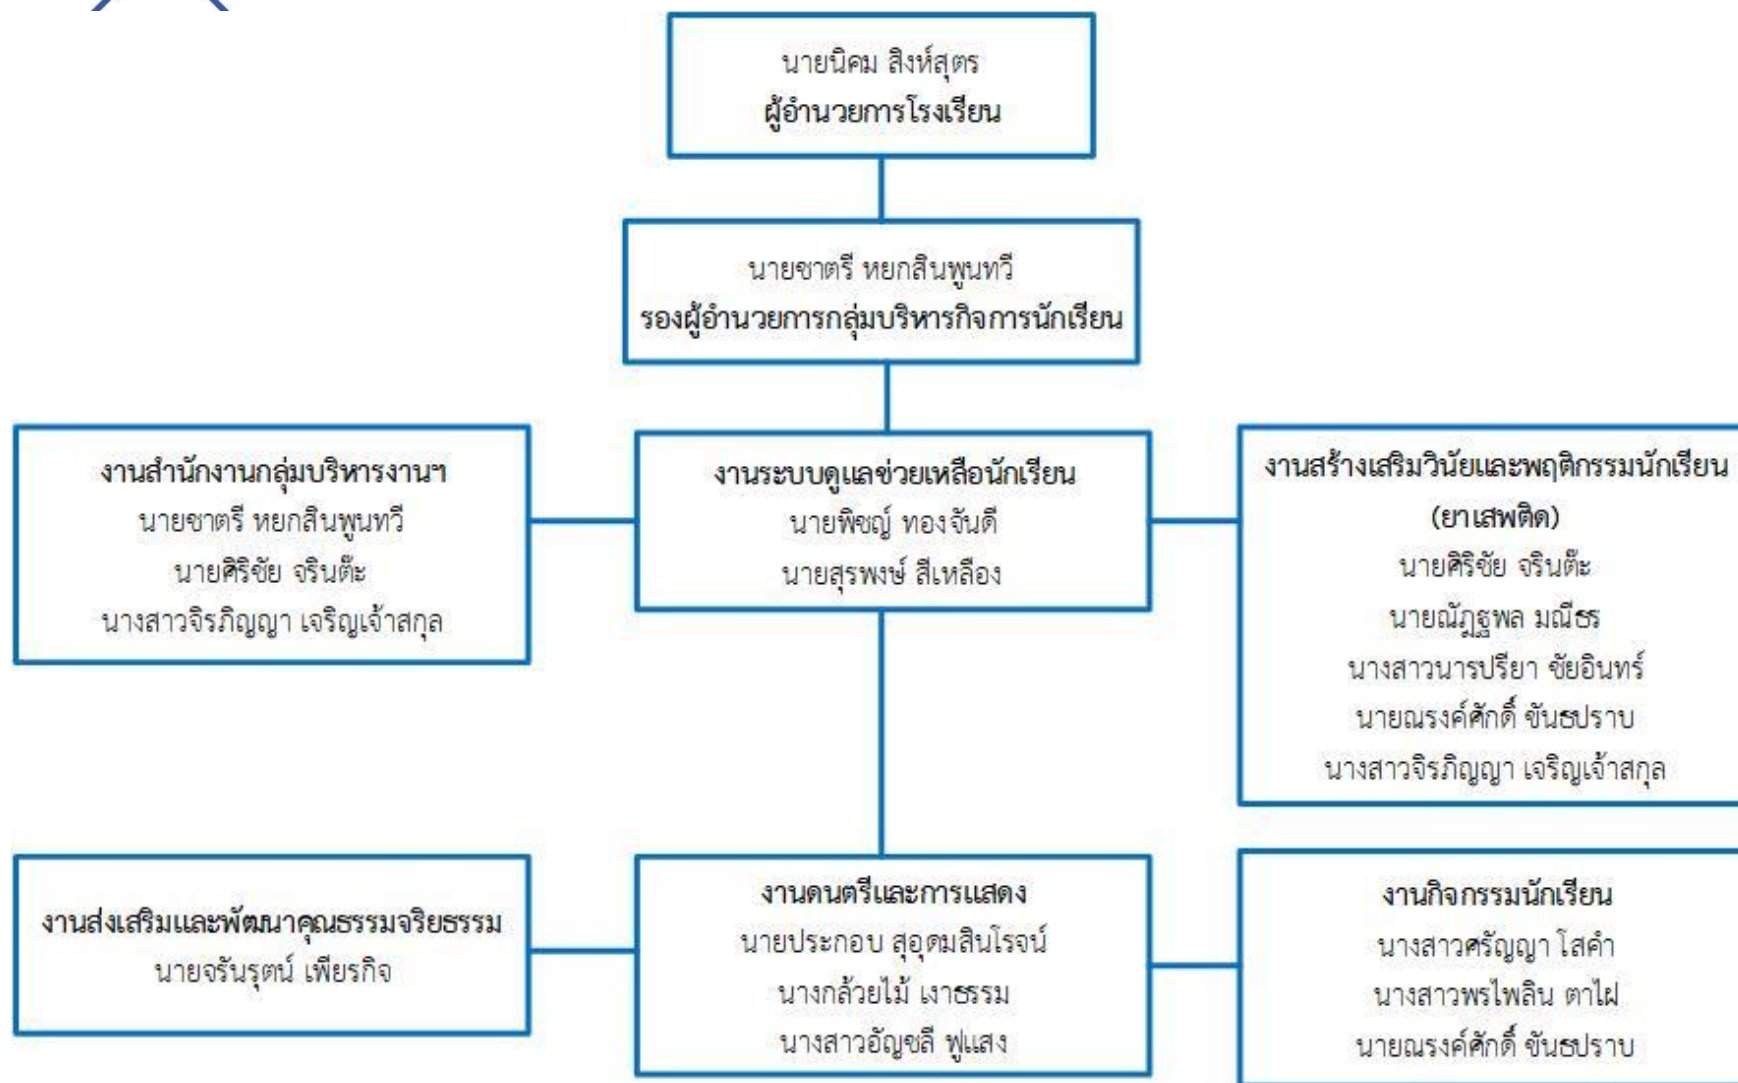 นายนิคม สิงห์สุตร
ผู้อำนวยการโรงเรียน
นายชาตรี หยกสินพูนทวี
รองผู้อำนวยการกลุ่มบริหารกิจการนักเรียน
งานสำนักงานกลุ่มบริหารงานฯ
นายชาตรี หยกสินพูนทวี
นายศิริชัย จรินต๊ะ
นางสาวจิรภิญญา เจริญเจ้าสกุล
งานระบบดูแลช่วยเหลือนักเรียน
นายพิชญ์ ทองจันดี
นายสุรพงษ์ สีเหลือง
งานสร้างเสริมวินัยและพฤติกรรมนักเรียน
(ยาเสพติด)
นายศิริชัย จรินต๊ะ
นายณัฏฐพล มณีธร
นางสาวนารปรียา ชัยอินทร์
นายณรงค์ศักดิ์ ขันธปราบ
นางสาวจิรภิญญา เจริญเจ้าสกุล
งานส่งเสริมและพัฒนาคุณธรรมจริยธรรม
นายจรันรุตน์ เพียรกิจ
งานดนตรีและการแสดง
นายประกอบ สุอุดมสินโรจน์
นางกล้วยไม้ เงาธรรม
นางสาวอัญชลี ฟูแสง
งานกิจกรรมนักเรียน
นางสาวศรัญญา โสคำ
นางสาวพรไพลิน ตาไฝ
นายณรงค์ศักดิ์ ขันธปราบ